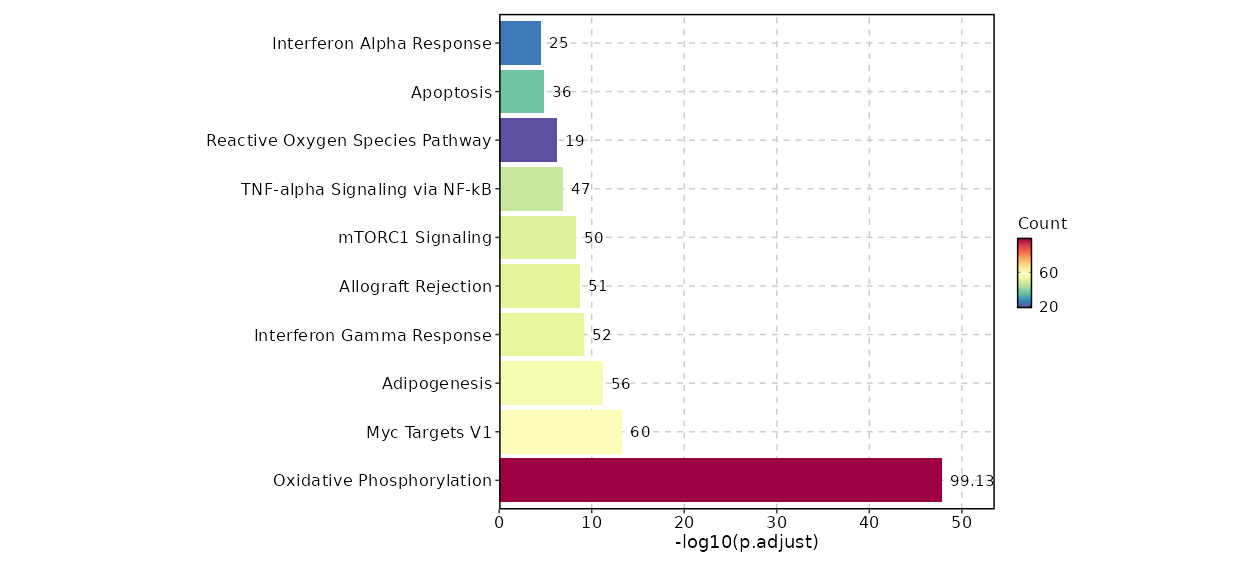 Interferon Alpha Response 25
Apoptosis 36
Reactive Oxygen Species Pathway 19
TNF-alpha Signaling via NF-kB 47
mTORC1 Signaling 50
Allograft Rejection 51
Interferon Gamma Response 52
Adipogenesis 56
Myc Targets V1 60
Oxidative Phosphorylation 99.13
0 10 20 30 40 50
-log10(p.adjust)
Count
60
20